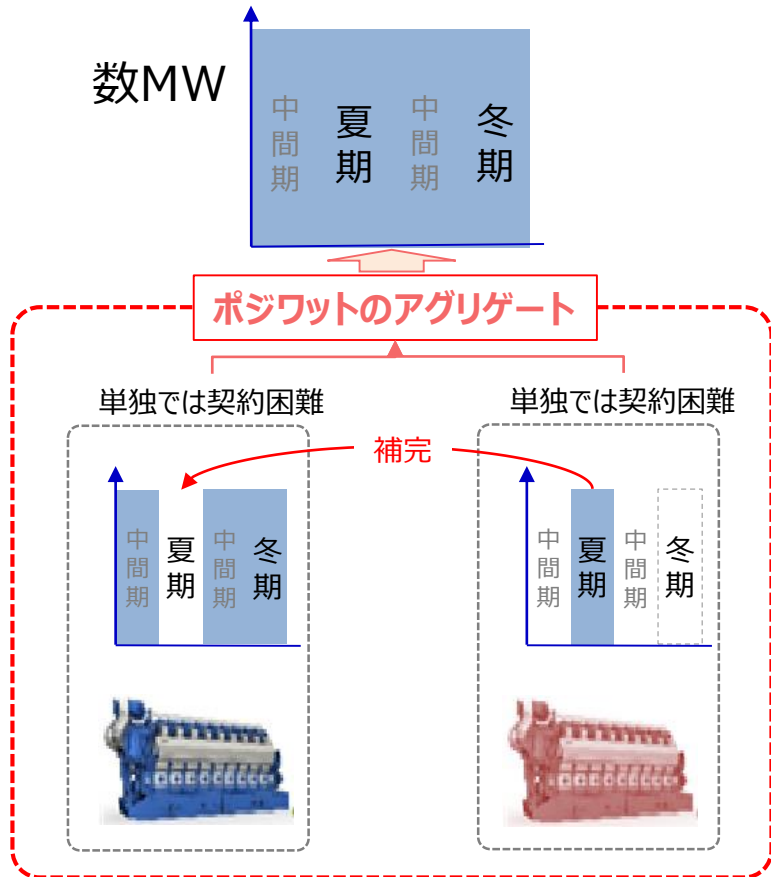 数MW
中間期
夏期
中間期
冬期
ポジワットのアグリゲート
単独では契約困難
単独では契約困難
補完
中間期
夏期
中間期
冬期
中間期
夏期
中間期
冬期